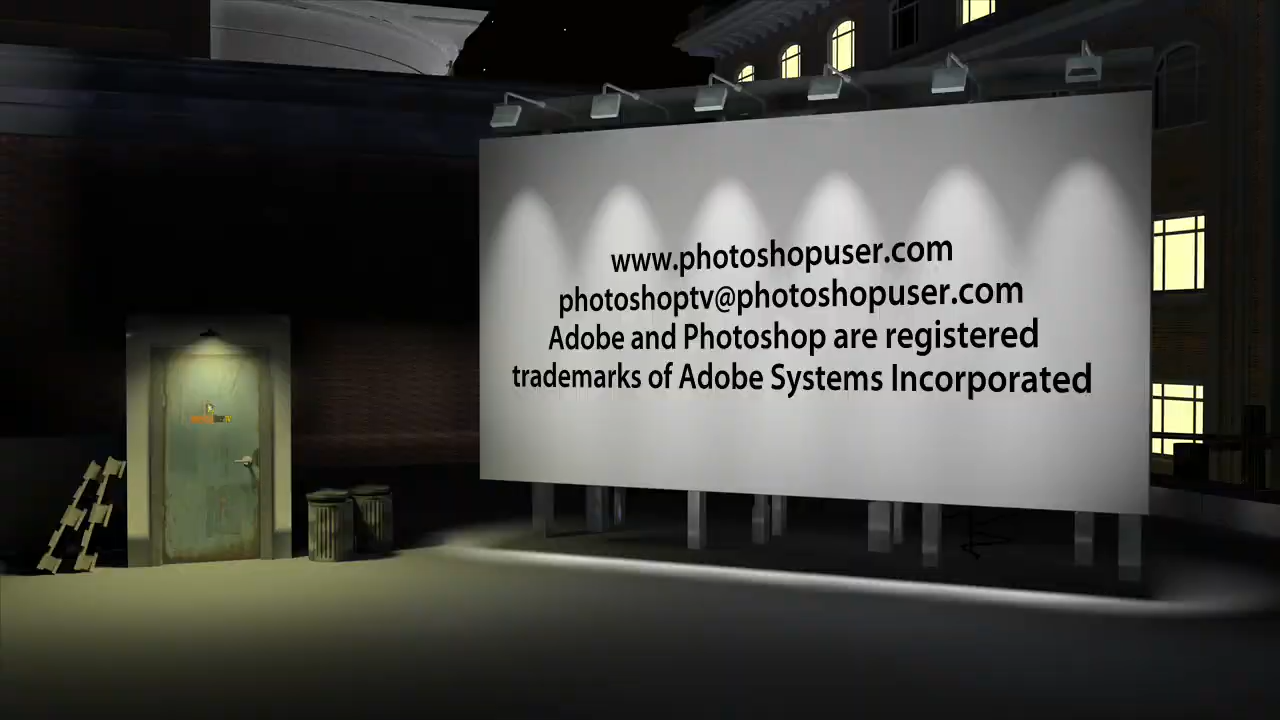 www.photoshopuser.com
photoshoptv@photoshopuser.com
Adobe and Photoshop are registered
trademarks of Adobe Systems Incorporated